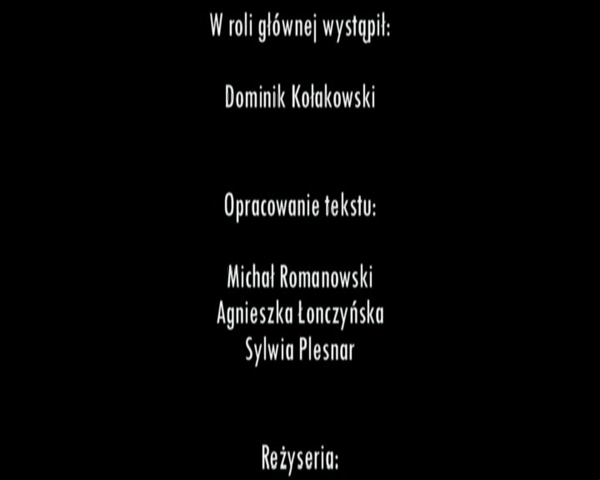 W roli głównej wystąpił:
Dominik Kołakowski
Opracowanie tekstu:
Michał Romanowski
Agnieszka Łonczyńska
Sylwia Plesnar
Reżyseria: